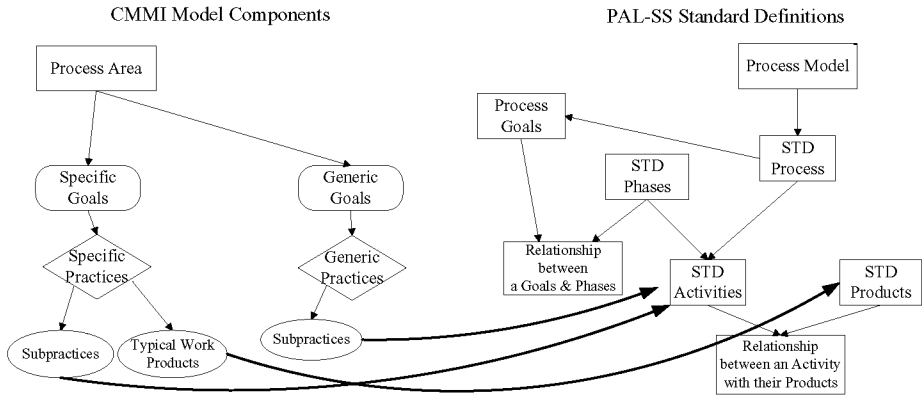 CMMI Model Components
Process Area
Specific
Goals
Generic
Goals
Specific
Practices
Generic
Practices
Subpractices
Typical Work
Products
Subpractices
PAL-SS Standard Definitions
Process Model
Process
Goals
STD
Process
STD
Phases
Relationship
between
a Goals & Phases
STD
Activities
STD
Products
Relationship
between an Activity
with their Products